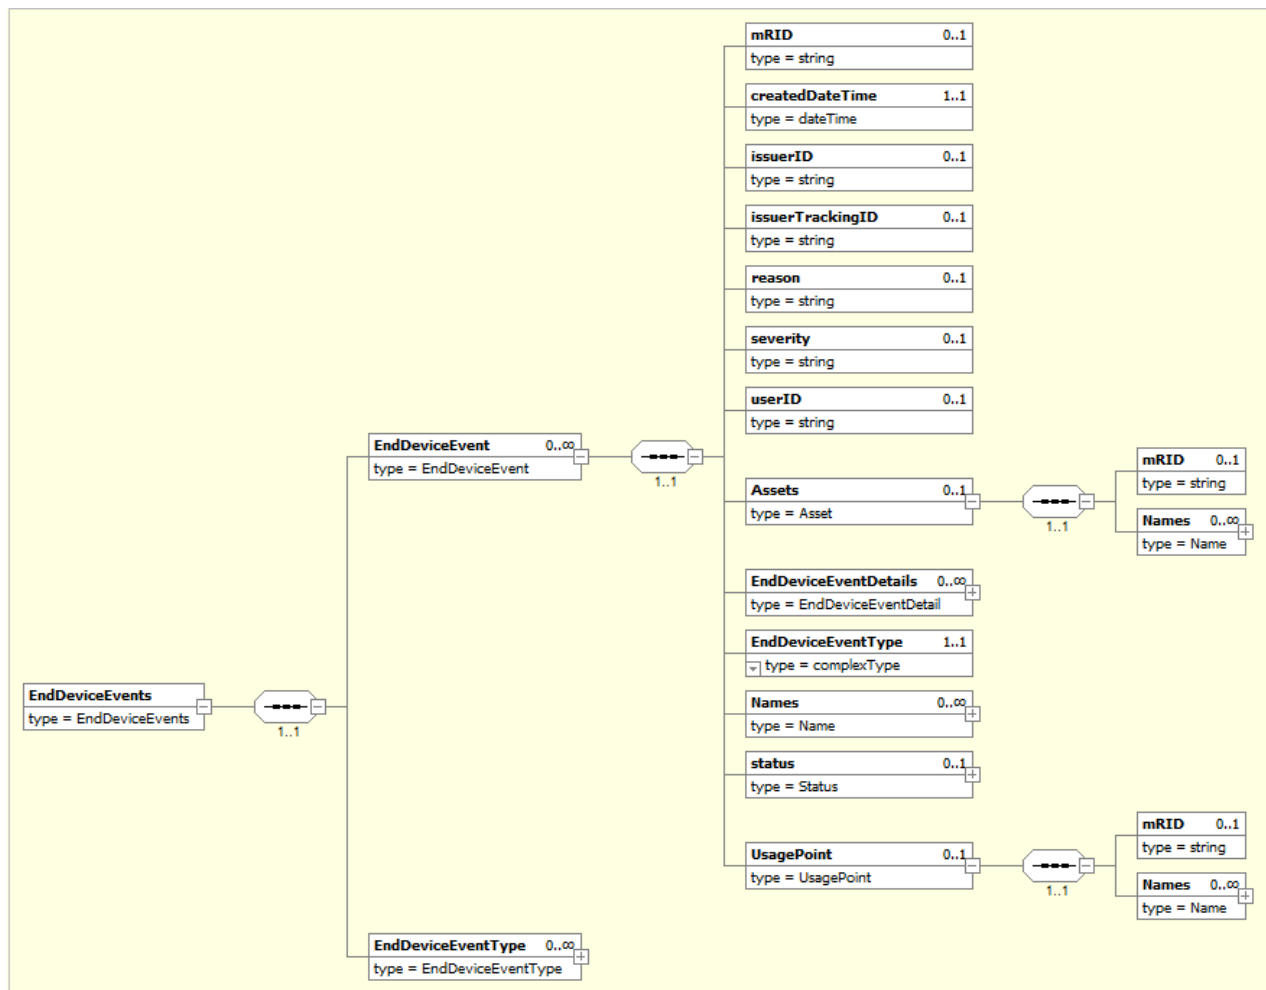 mRID 0..1
type = string
createdDateTime 1..1
type = dateTime
issuerID 0..1
type = string
issuerTrackingID 0..1
type = string
reason 0..1
type = string
severity 0..1
type = string
userID 0..1
type = string
EndDeviceEvent 0..∞
type = EndDeviceEvent
1..1
Assets 0..1
type = Asset
1..1
mRID 0..1
type = string
Names 0..∞
type = Name
EndDeviceEventDetails 0..∞
type = EndDeviceEventDetail
EndDeviceEventType 1..1
type = complexType
EndDeviceEvents
type = EndDeviceEvents
1..1
Names 0..∞
type = Name
status 0..1
type = Status
UsagePoint 0..1
type = UsagePoint
1..1
mRID 0..1
type = string
Names 0..∞
type = Name
EndDeviceEventType 0..∞
type = EndDeviceEventType